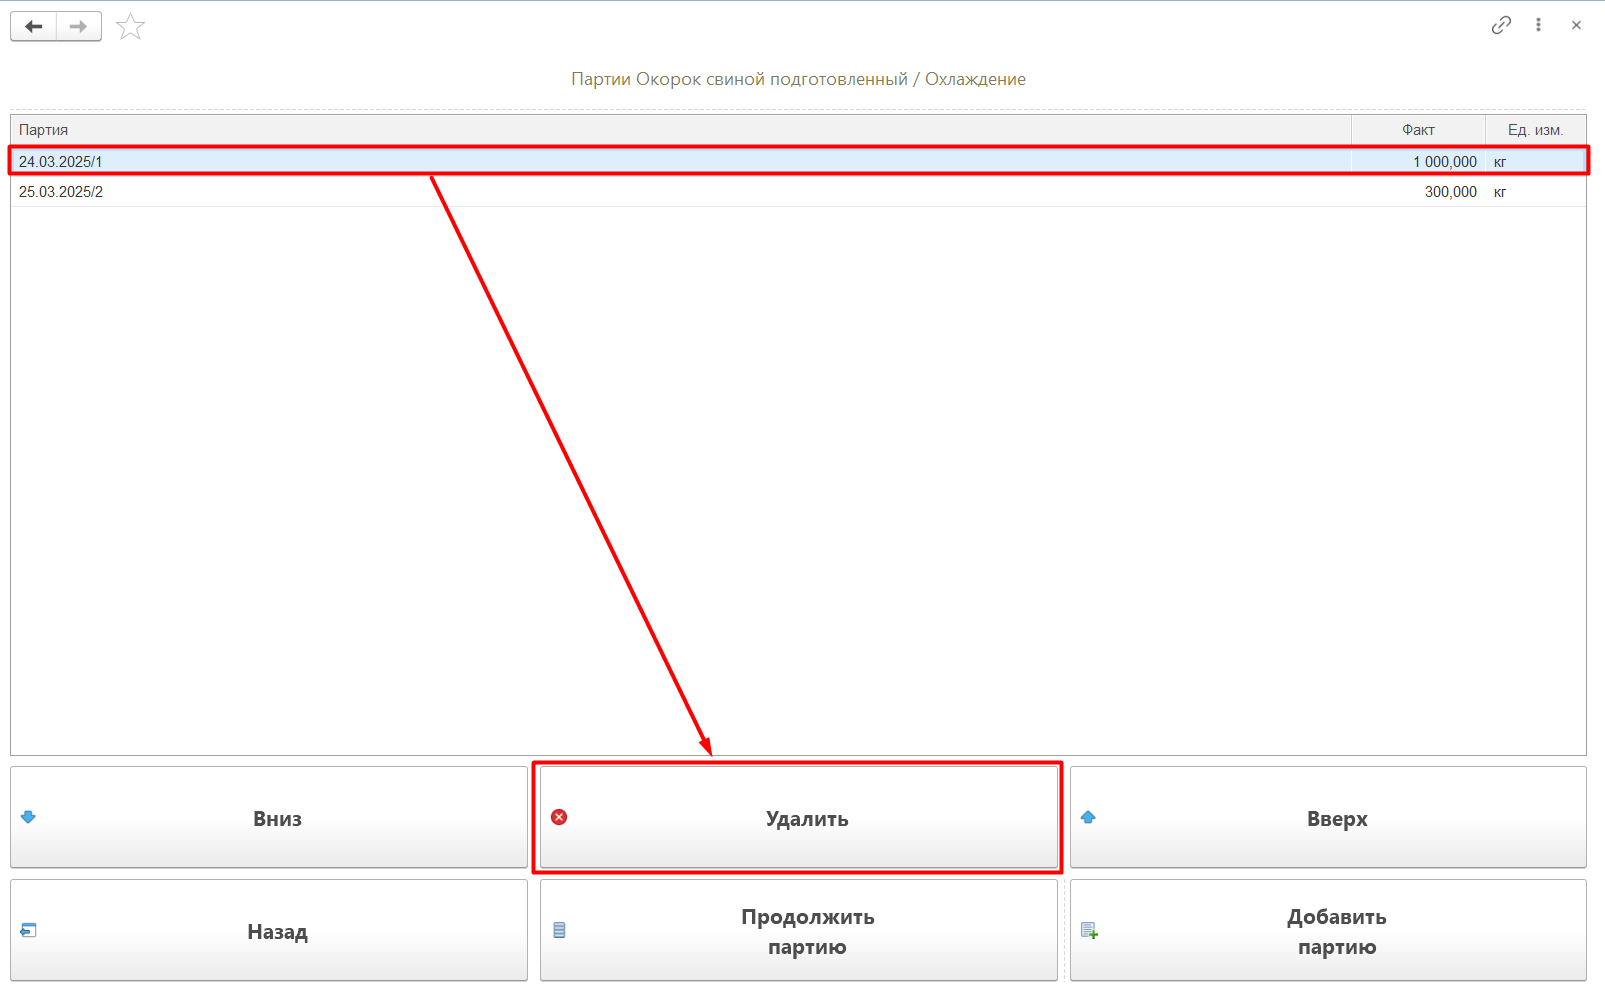 Партии Окорок свиной подготовленный / Охлаждение
Партия Факт Ед. изм.
24.03.2025/1 1 000,000 кг
25.03.2025/2 300,000 кг
Вниз Удалить Вверх
Назад
Продолжить
партию
Добавить
партию